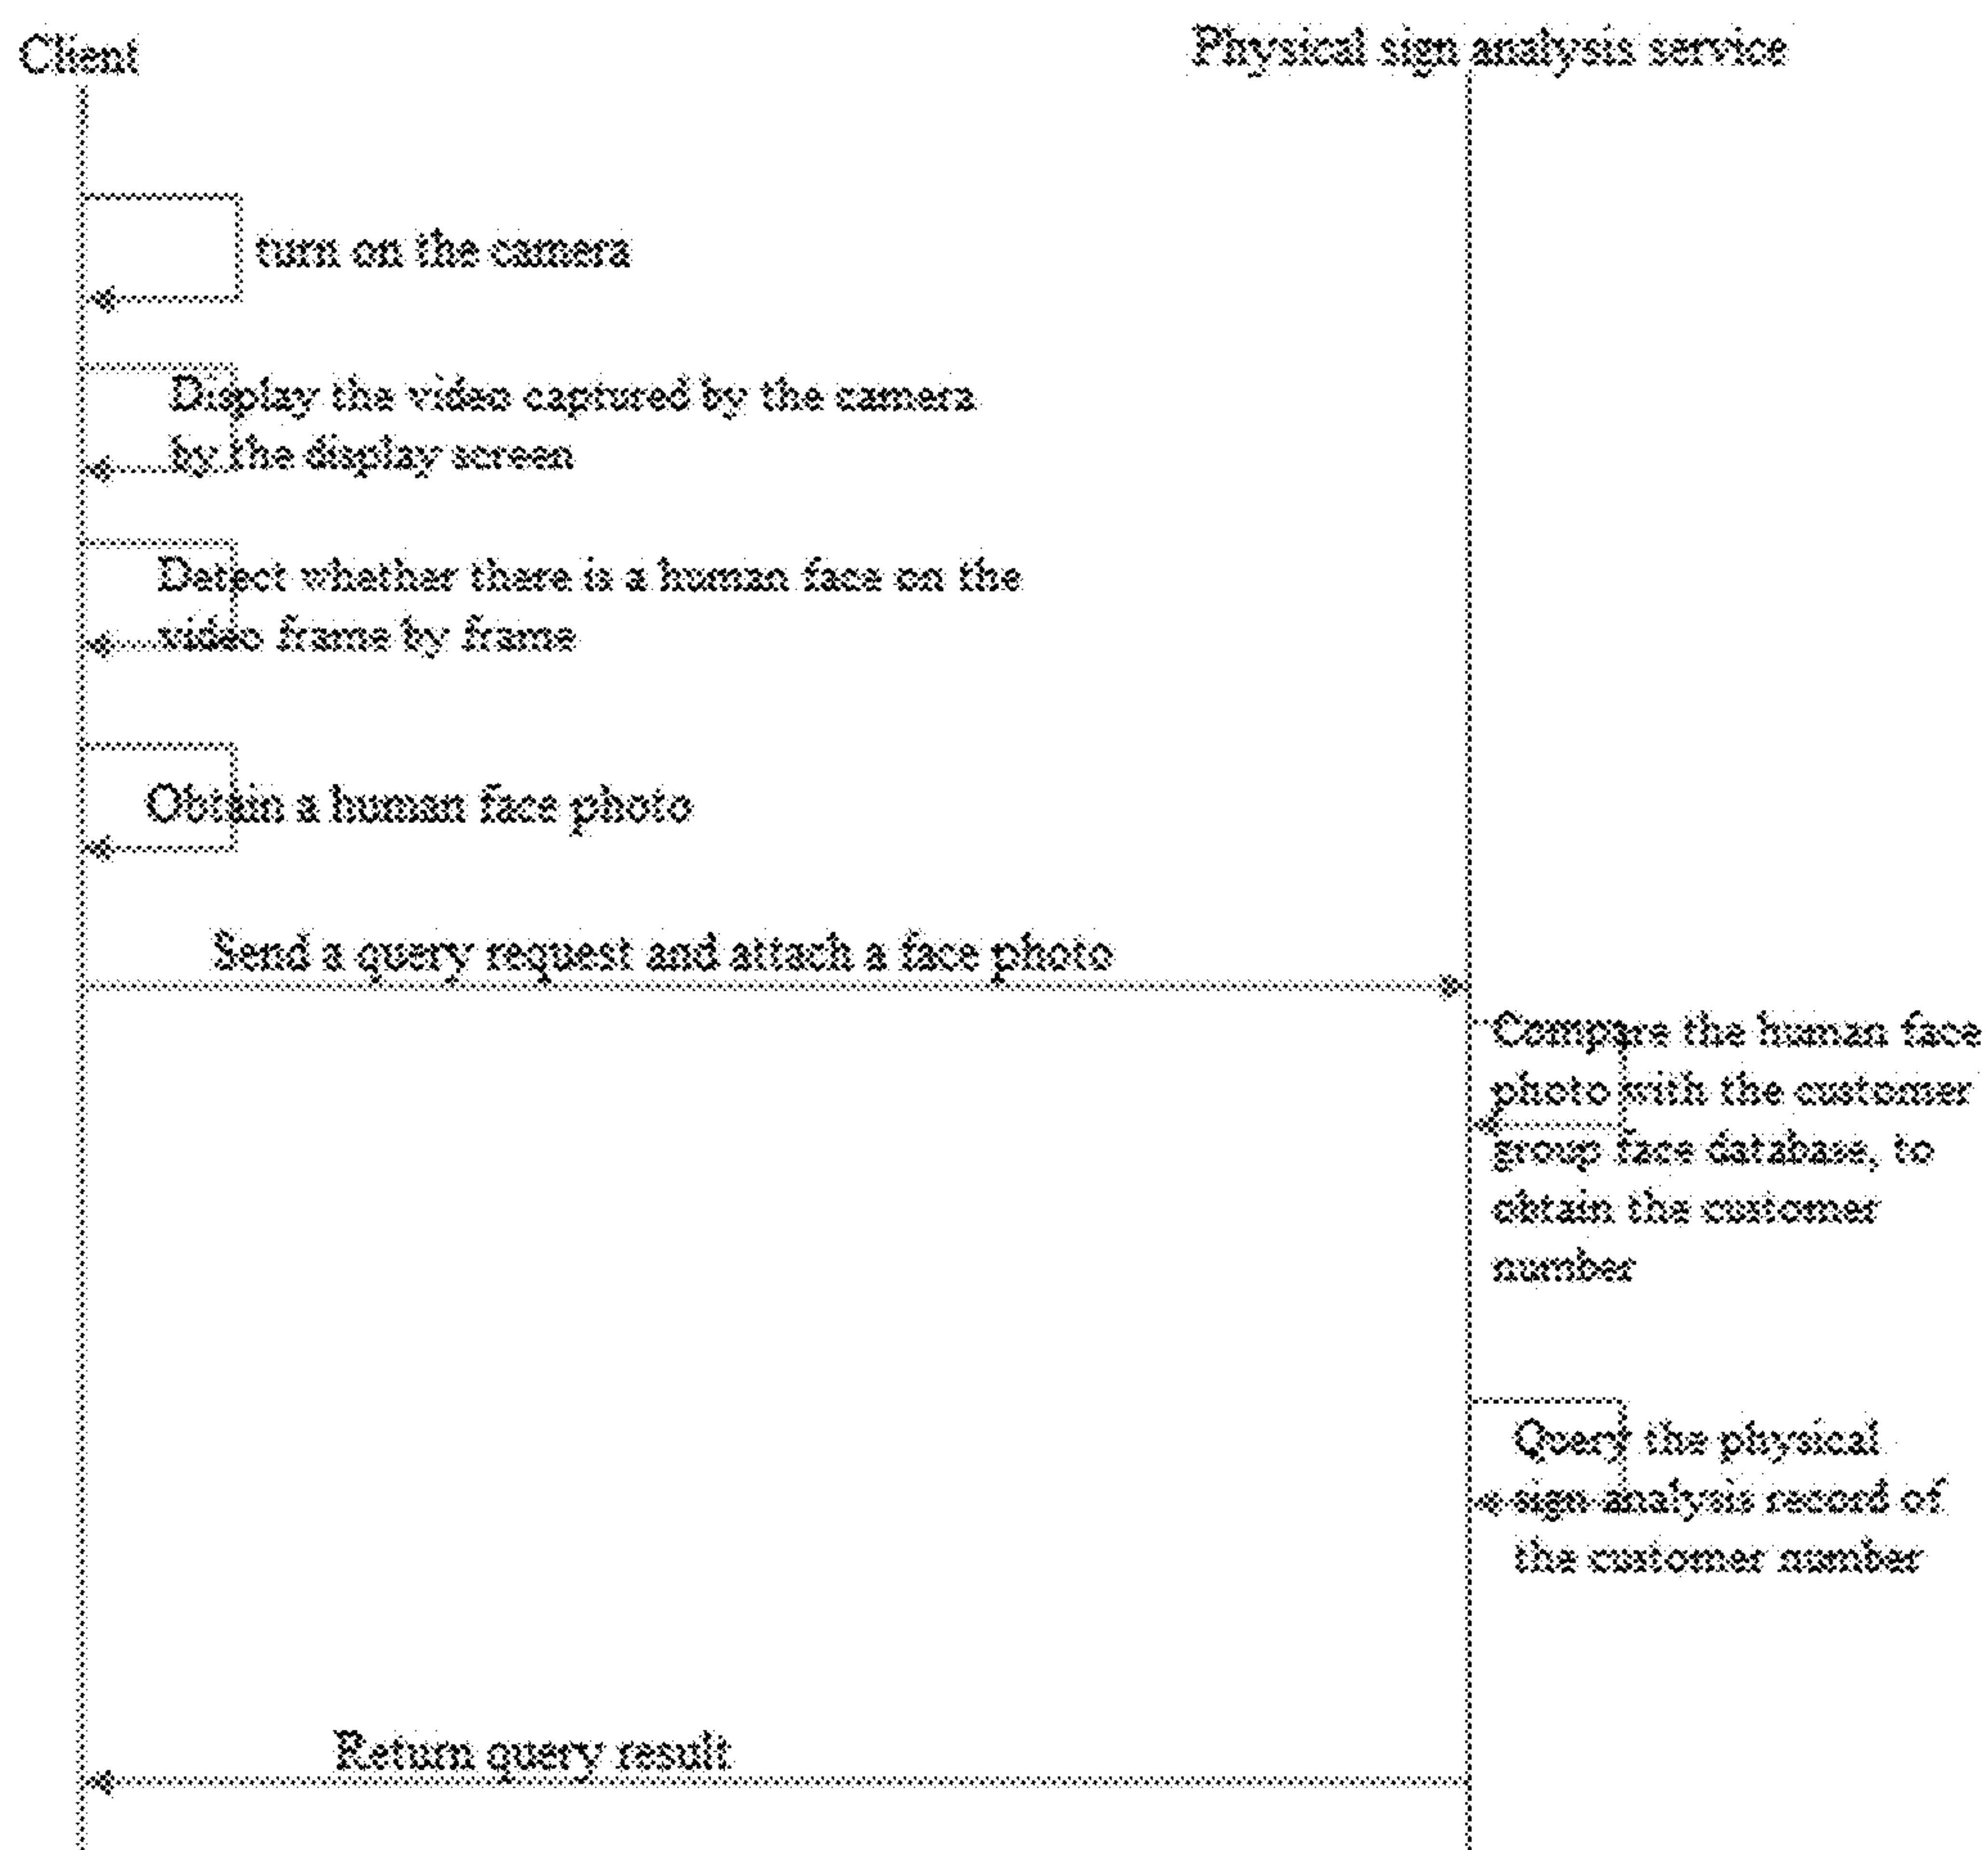 Client
Physical sign analysis service
turn on the camera
Display the video captured by the camera
by the display screen
Detect whether there is a human face on the
video frame by frame
Obtain a human face photo
Send a query request and attach a face photo
Compare the human face
photo with the customer
group face database, to
obtain the customer
number
Query the physical
sign analysis record of
the customer number
Return query result